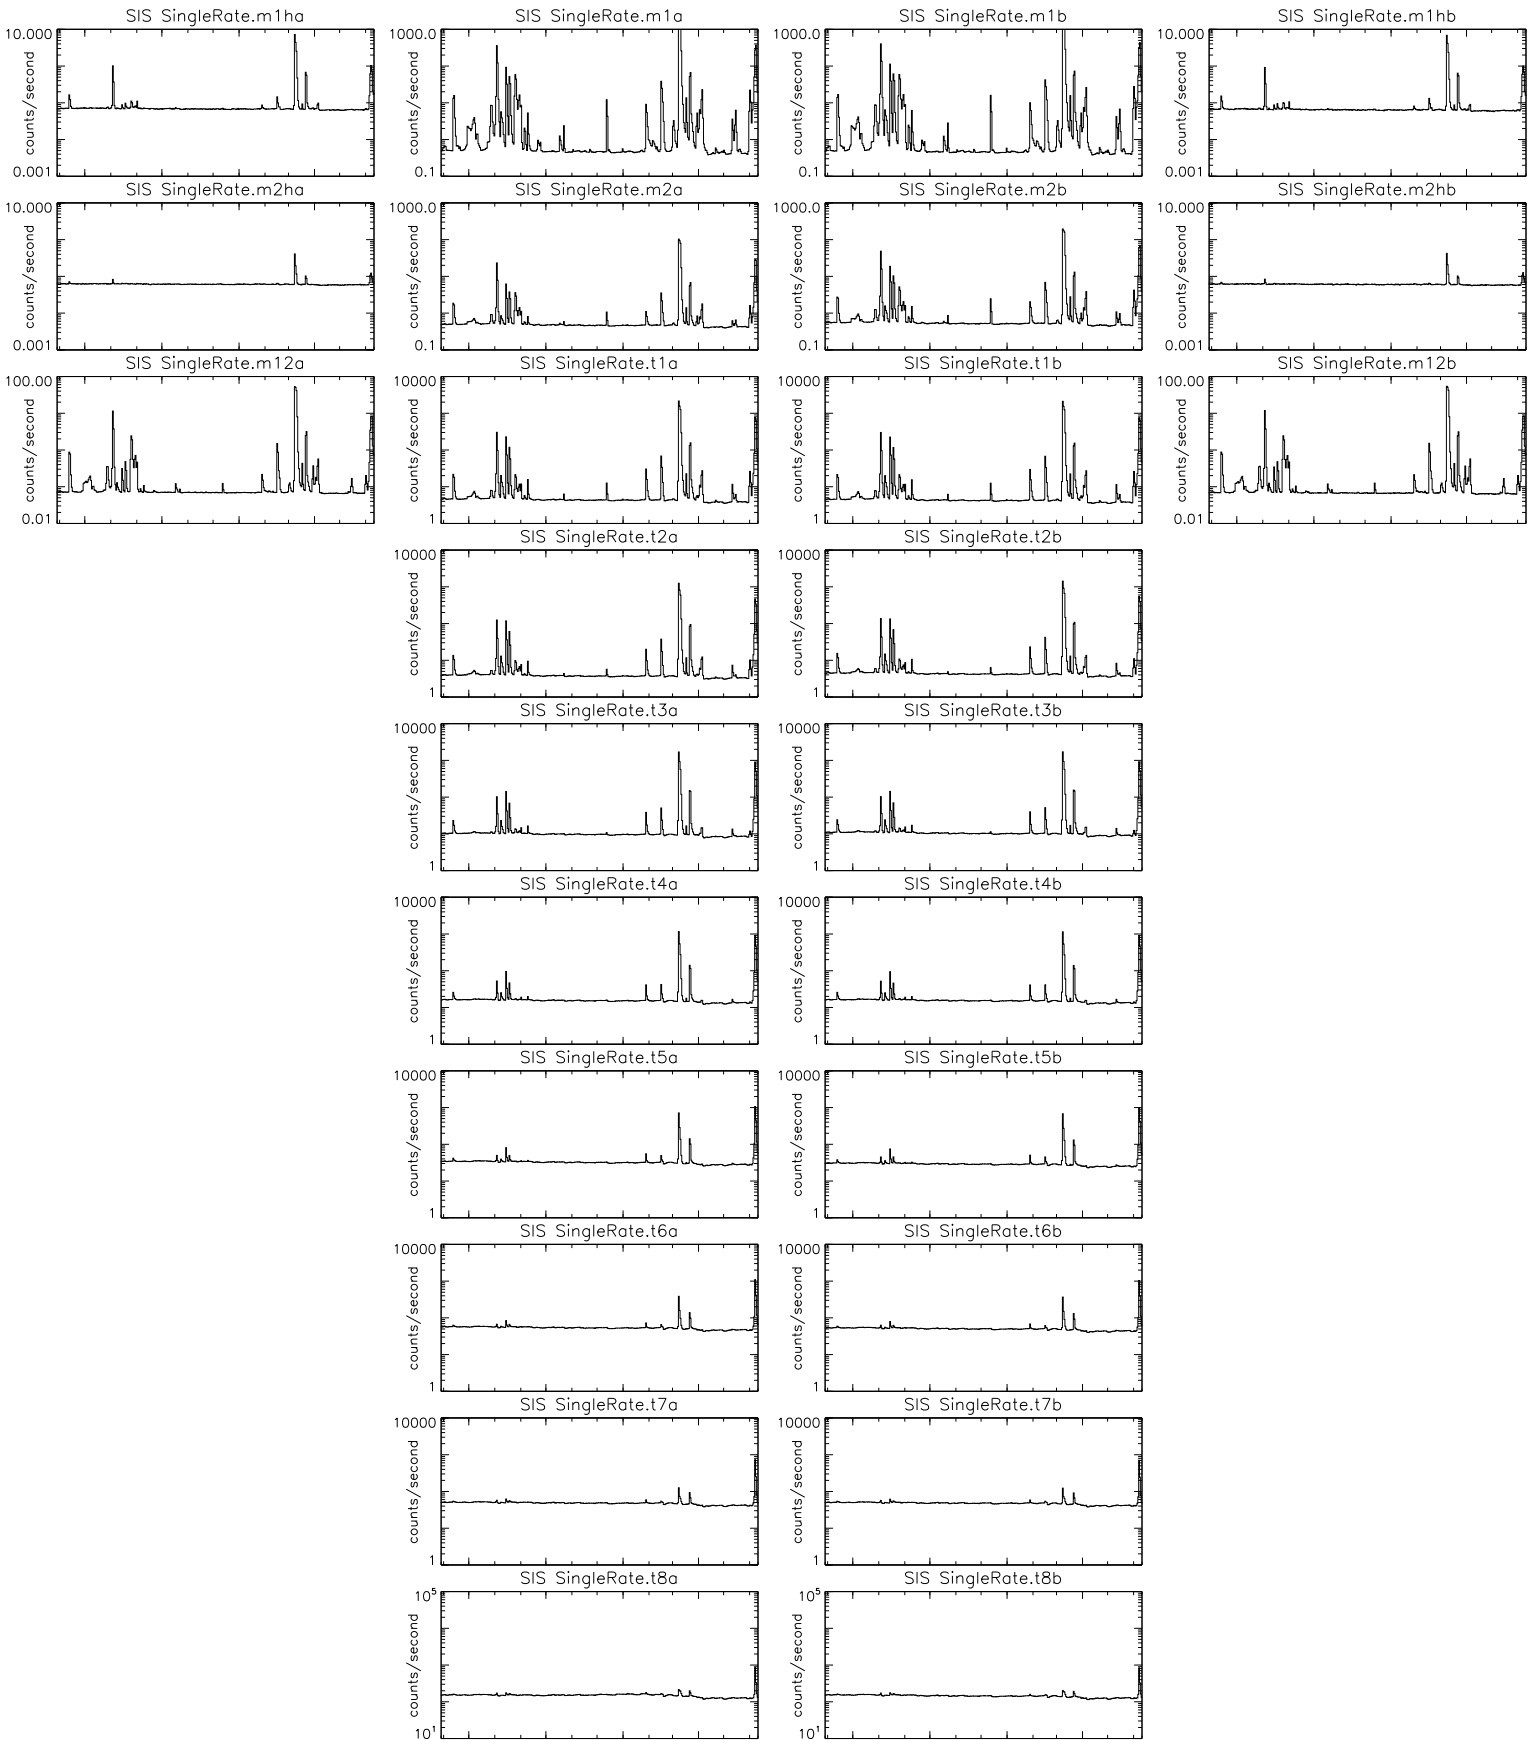 SIS SingleRate.m1ha
10.000
counts/second
0.001
SIS SingleRate.m1a
1000.0
counts/second
0.1
SIS SingleRate.m1b
1000.0
counts/second
0.1
SIS SingleRate.m1hb
10.000
counts/second
0.001
SIS SingleRate.m2ha
10.000
counts/second
0.001
SIS SingleRate.m2a
1000.0
counts/second
0.1
SIS SingleRate.m2b
1000.0
counts/second
0.1
SIS SingleRate.m2hb
10.000
counts/second
0.001
SIS SingleRate.m12a
100.00
counts/second
0.01
SIS SingleRate.t1a
10000
counts/second
1
SIS SingleRate.t1b
10000
counts/second
1
SIS SingleRate.m12b
100.00
counts/second
0.01
SIS SingleRate.t2a
10000
counts/second
1
SIS SingleRate.t2b
10000
counts/second
1
SIS SingleRate.t3a
10000
counts/second
1
SIS SingleRate.t3b
10000
counts/second
1
SIS SingleRate.t4a
10000
counts/second
1
SIS SingleRate.t4b
10000
counts/second
1
SIS SingleRate.t5a
10000
counts/second
1
SIS SingleRate.t5b
10000
counts/second
1
SIS SingleRate.t6a
10000
counts/second
1
SIS SingleRate.t6b
10000
counts/second
1
SIS SingleRate.t7a
10000
counts/second
1
SIS SingleRate.t7b
10000
counts/second
1
SIS SingleRate.t8a
10⁵
counts/second
10¹
SIS SingleRate.t8b
10⁵
counts/second
10¹